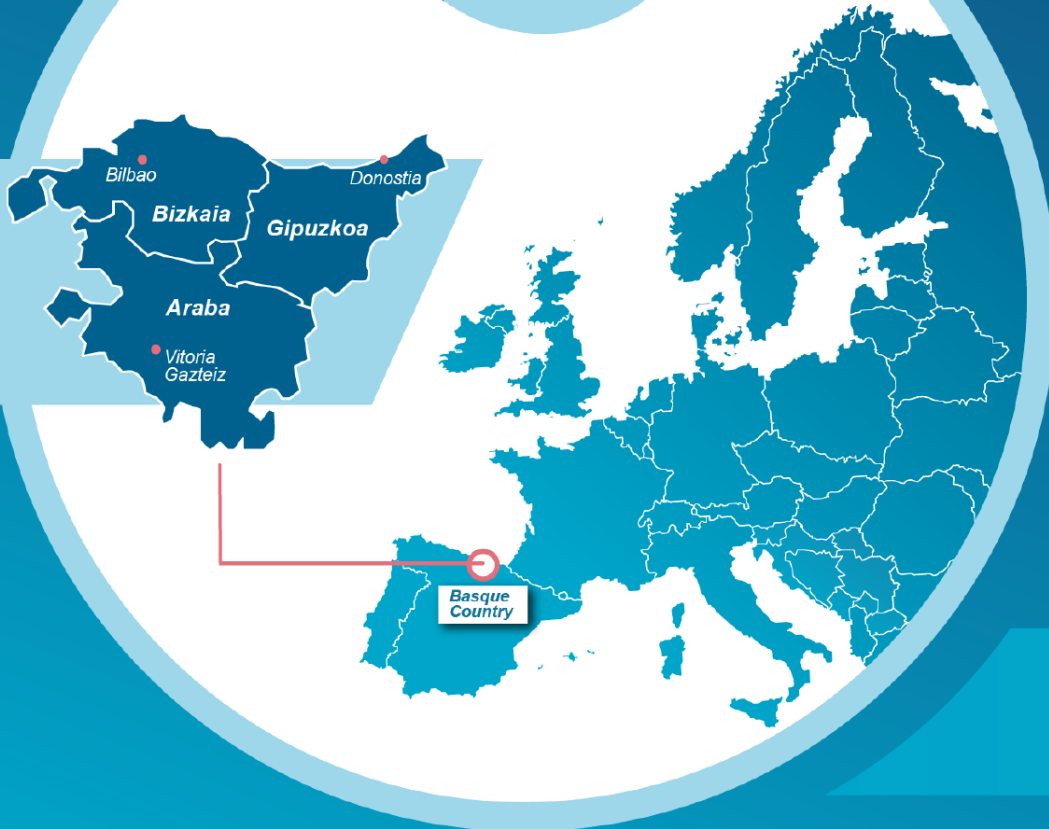 Bilbao
Donostia
Bizkaia
Gipuzkoa
Araba
Vitoria
Gazteiz
Basque
Country